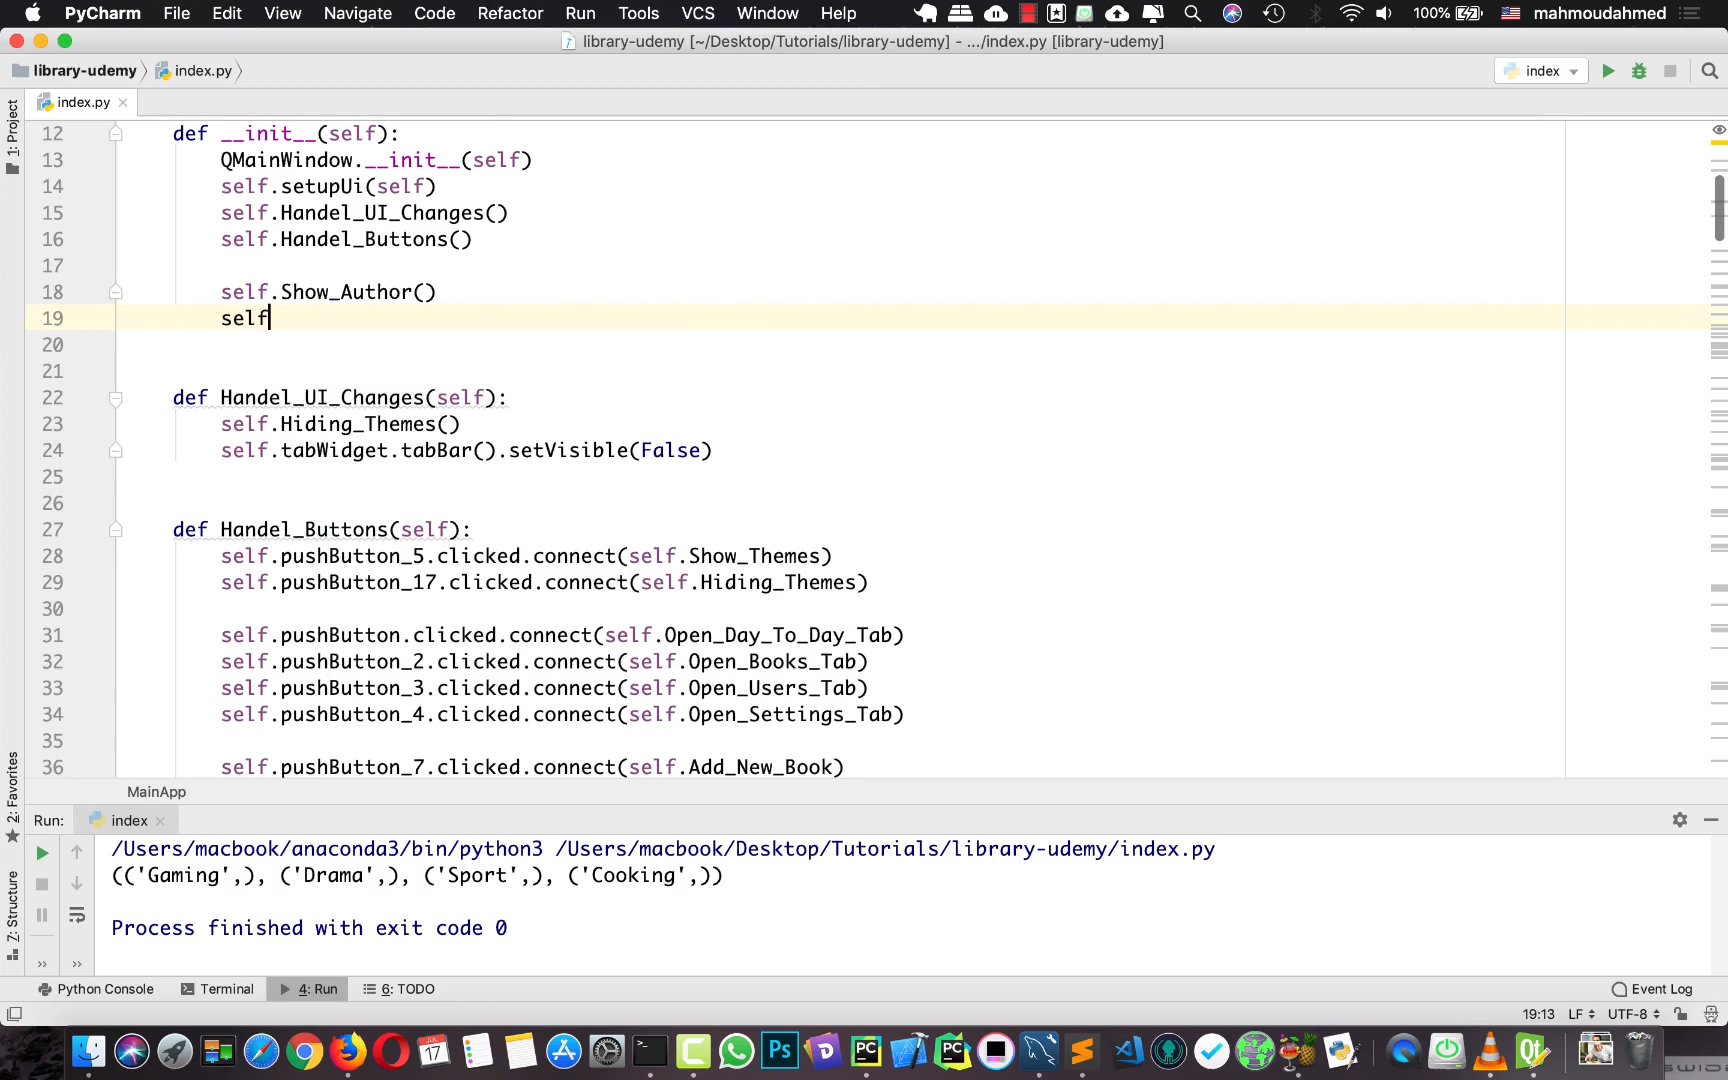 PyCharm File Edit View Navigate Code Refactor Run Tools VCS Window Help 100% mahmoudahmed
library-udemy [~/Desktop/Tutorials/library-udemy] - .../index.py [library-udemy]
library-udemy index.py index
index.py
1: Project
12 def __init__(self):
13 QMainWindow.__init__(self)
14 self.setupUi(self)
15 self.Handel_UI_Changes()
16 self.Handel_Buttons()
17
18 self.Show_Author()
19 self
20
21
22 def Handel_UI_Changes(self):
23 self.Hiding_Themes()
24 self.tabWidget.tabBar().setVisible(False)
25
26
27 def Handel_Buttons(self):
28 self.pushButton_5.clicked.connect(self.Show_Themes)
29 self.pushButton_17.clicked.connect(self.Hiding_Themes)
30
31 self.pushButton.clicked.connect(self.Open_Day_To_Day_Tab)
32 self.pushButton_2.clicked.connect(self.Open_Books_Tab)
33 self.pushButton_3.clicked.connect(self.Open_Users_Tab)
34 self.pushButton_4.clicked.connect(self.Open_Settings_Tab)
35
36 self.pushButton_7.clicked.connect(self.Add_New_Book)
MainApp
2: Favorites
7: Structure
Run: index
/Users/macbook/anaconda3/bin/python3 /Users/macbook/Desktop/Tutorials/library-udemy/index.py
(('Gaming',), ('Drama',), ('Sport',), ('Cooking',))
Process finished with exit code 0
Python Console Terminal 4: Run 6: TODO Event Log
19:13 LF UTF-8
JUL
17
Ps
PC
PC
Qt